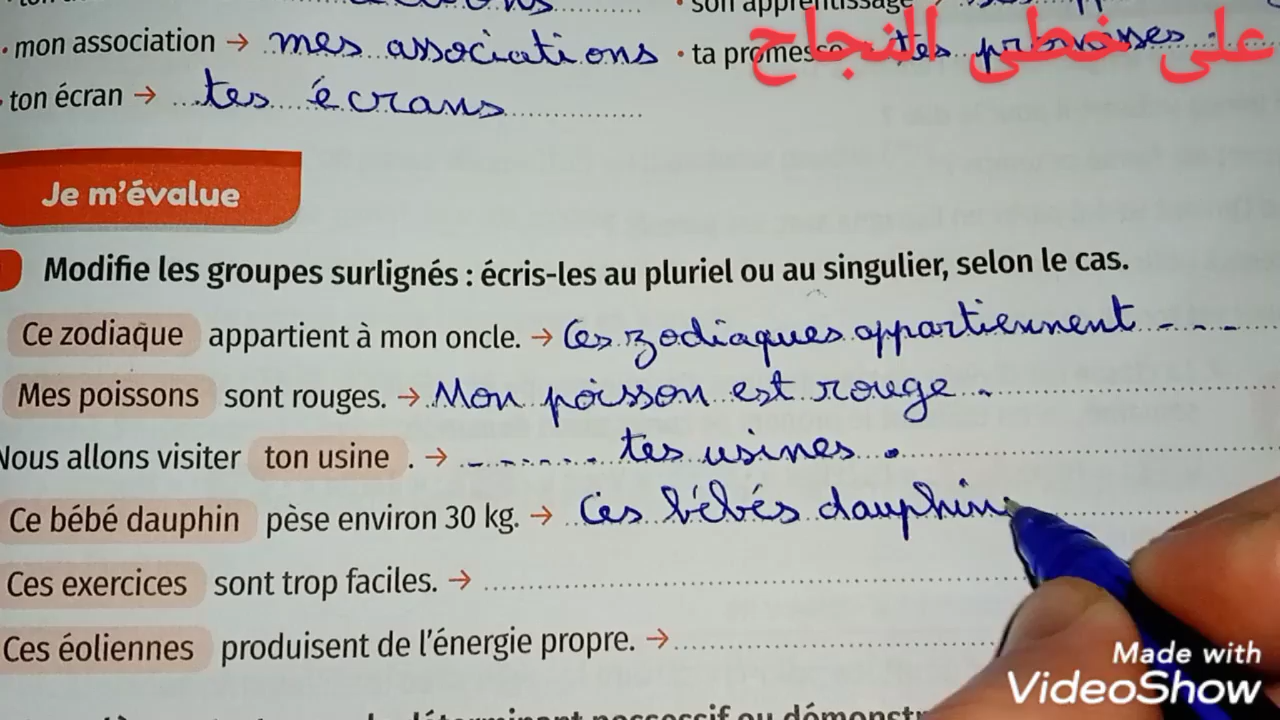 son apprentissage →
• mon association → mes associations • ta promesse → tes promesses.
ton écran → tes écrans
على خطى النجاح
Je m'évalue
Modifie les groupes surlignés : écris-les au pluriel ou au singulier, selon le cas.
Ce zodiaque appartient à mon oncle. → Ces zodiaques appartiennent ----
Mes poissons sont rouges. → Mon poisson est rouge.
Nous allons visiter ton usine . → ------- tes usines.
Ce bébé dauphin pèse environ 30 kg. → Ces bébés dauphins
Ces exercices sont trop faciles. →
Ces éoliennes produisent de l'énergie propre. →
Made with
VideoShow